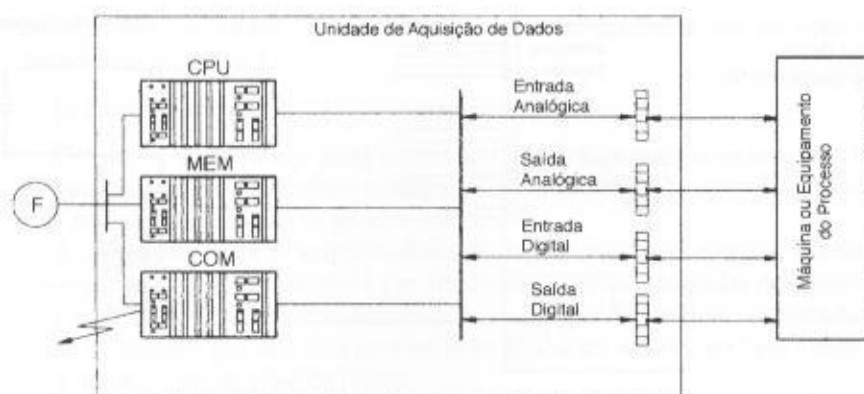 Unidade de Aquisição de Dados
CPU
MEM
COM
F
Entrada
Analógica
Saída
Analógica
Entrada
Digital
Saída
Digital
Máquina ou Equipamento
do Processo